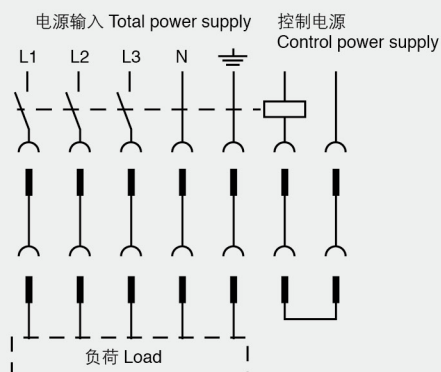 电源输入 Total power supply
控制电源
Control power supply
L1 L2 L3 N
负荷 Load